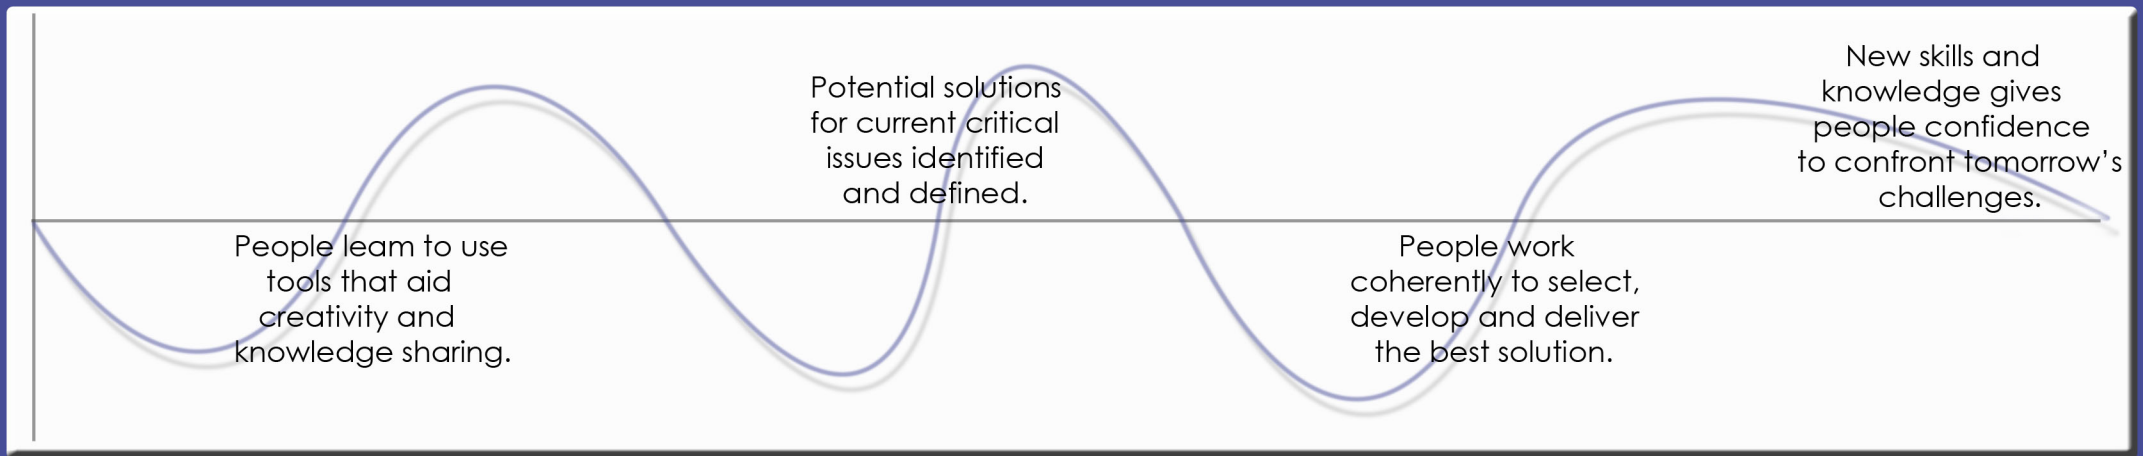 People learn to use
tools that aid
creativity and
knowledge sharing.
Potential solutions
for current critical
issues identified
and defined.
People work
coherently to select,
develop and deliver
the best solution.
New skills and
knowledge gives
people confidence
to confront tomorrow’s
challenges.